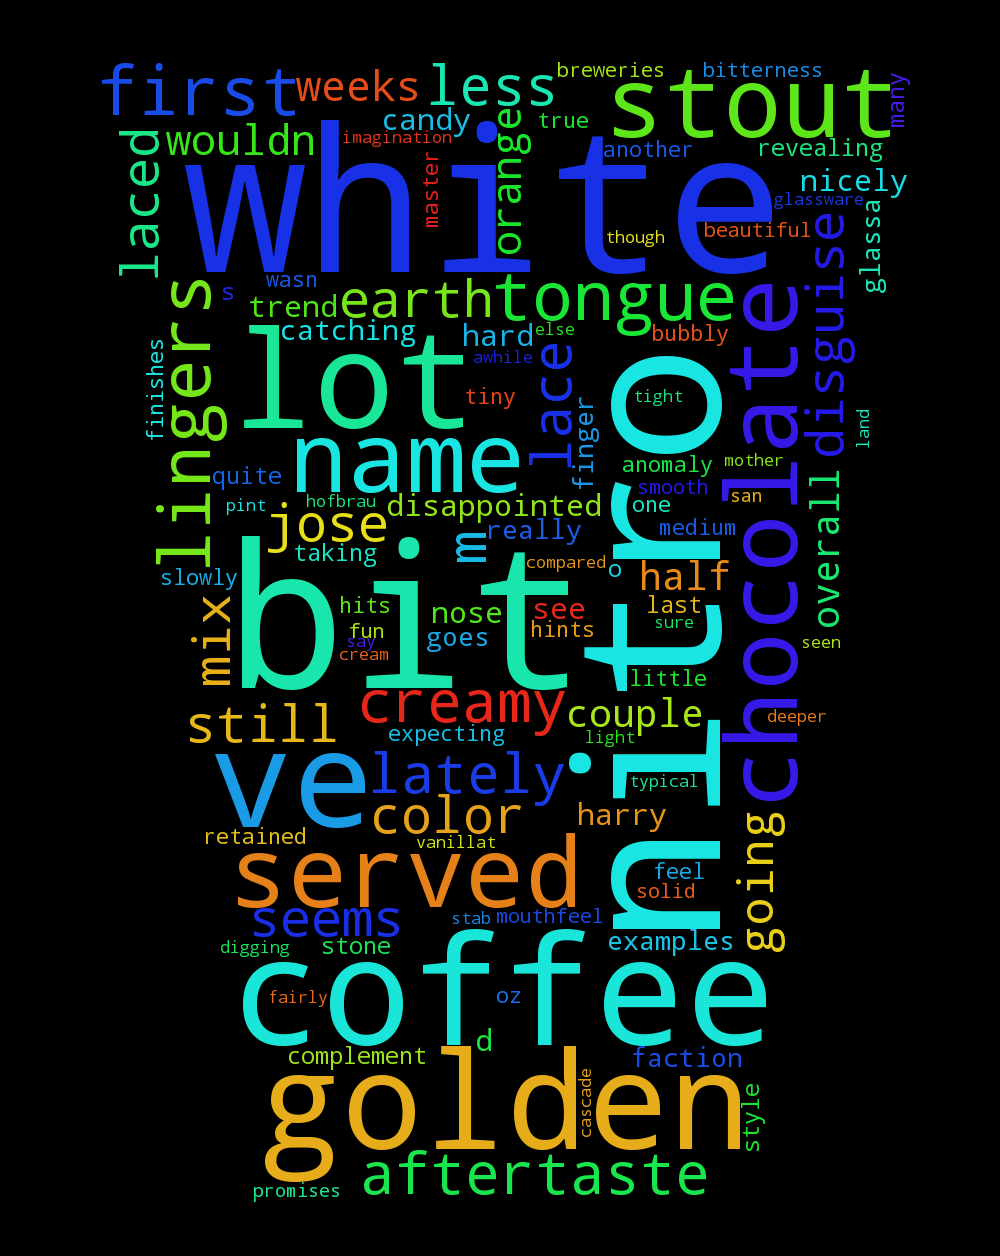 breweries
bitterness
first
weeks
less
stout
many
candy
true
wouldn
imagination
orange
another
revealing
laced
white
master
nicely
glassware
glassa
though
beautiful
disguise
wasn
s
lingers
trend
earth
tongue
chocolate
catching
hard
else
bubbly
finishes
lot
awhile
lace
nitro
tiny
tight
finger
land
name
anomaly
mother
quite
smooth
overall
pint
hofbrau
disappointed
one
san
jose
m
really
medium
taking
compared
o
half
slowly
bit
mix
hits
nose
see
last
fun
goes
hints
sure
say
cream
seen
little
creamy
couple
still
expecting
light
deeper
ve
lately
typical
color
harry
going
retained
vanillat
served
feel
solid
seems
stab
mouthfeel
digging
stone
examples
coffee
fairly
oz
d
complement
faction
golden
cascade
style
aftertaste
promises